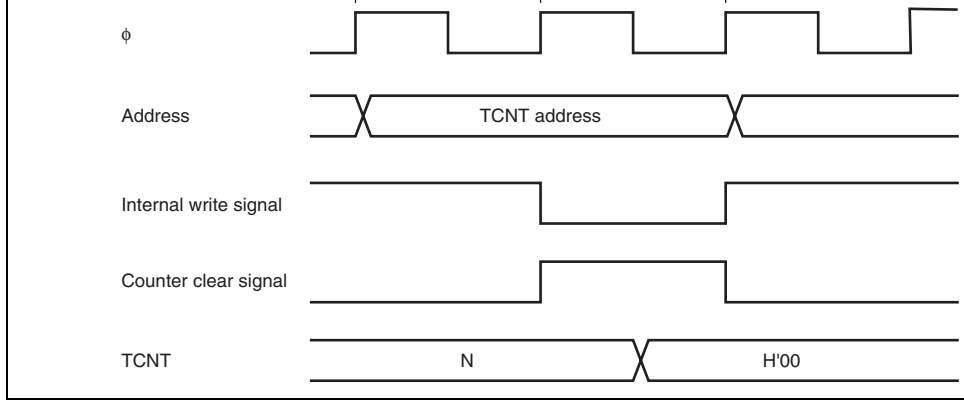 ϕ
Address
TCNT address
Internal write signal
Counter clear signal
TCNT
N
H'00